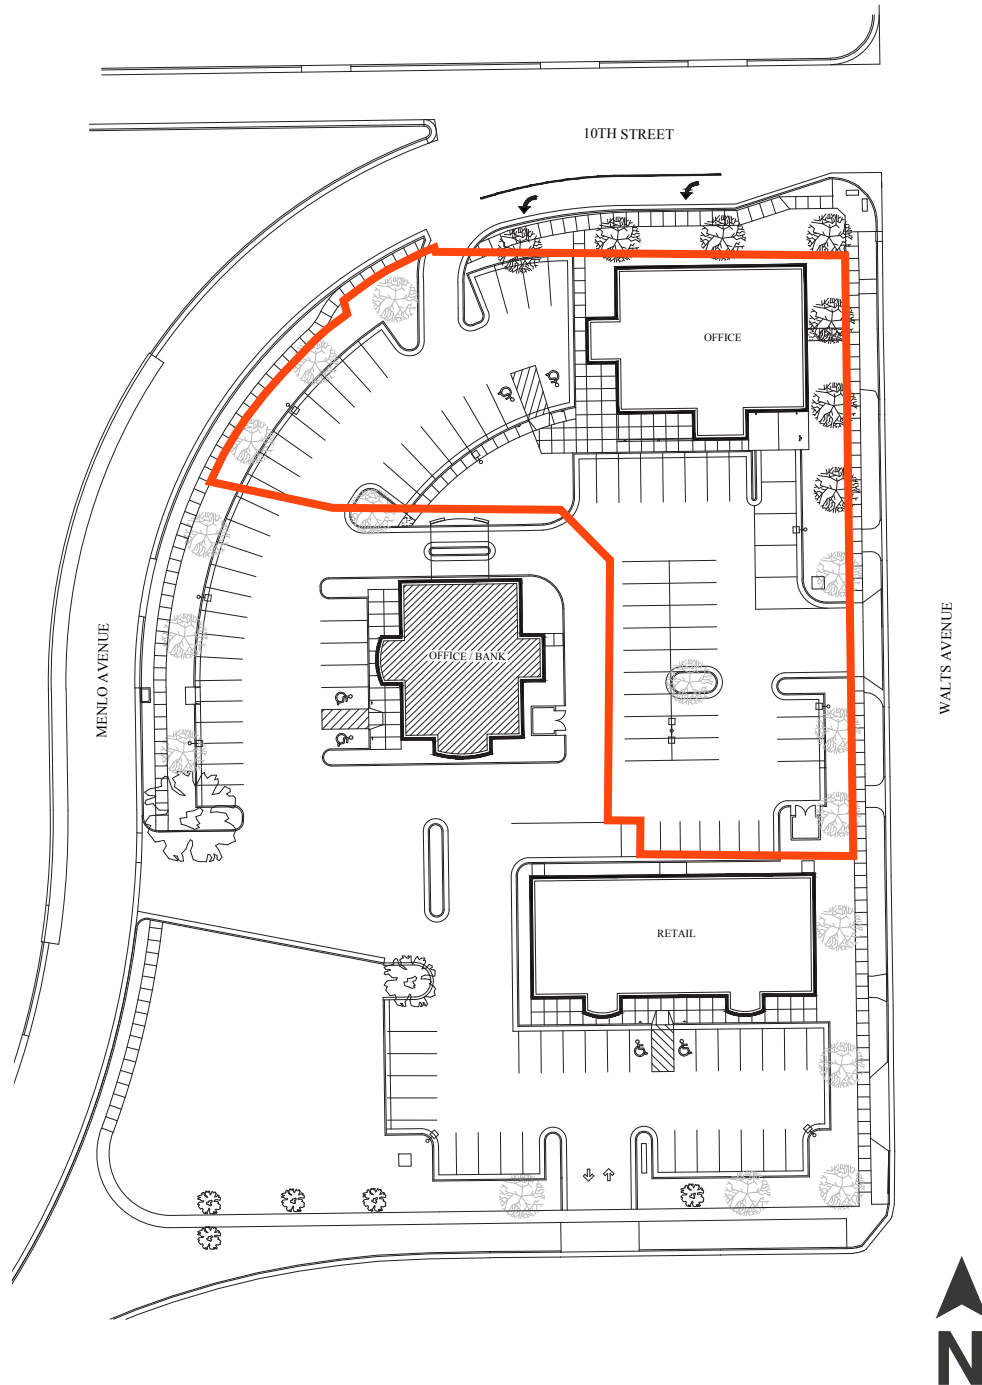 10TH STREET
OFFICE
OFFICE / BANK
MENLO AVENUE
WALTS AVENUE
RETAIL
N